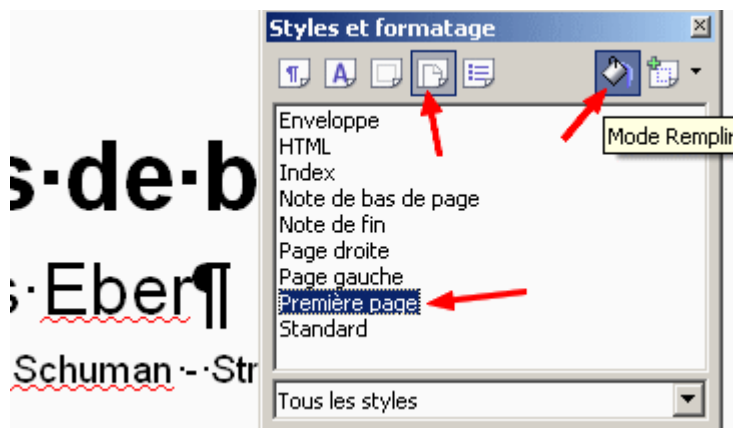 Styles et formatage
Mode Remplir
Enveloppe
HTML
Index
Note de bas de page
Note de fin
Page droite
Page gauche
Première page
Standard
Tous les styles
s·de·b
s·Eber¶
Schuman·-·Str